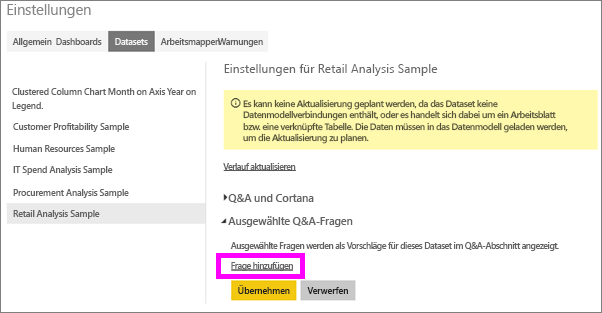 Einstellungen
Allgemein Dashboards Datasets ArbeitsmapperWarnungen
Clustered Column Chart Month on Axis Year on
Legend.
Customer Profitability Sample
Human Resources Sample
IT Spend Analysis Sample
Procurement Analysis Sample
Retail Analysis Sample
Einstellungen für Retail Analysis Sample
Es kann keine Aktualisierung geplant werden, da das Dataset keine
Datenmodellverbindungen enthält, oder es handelt sich dabei um ein Arbeitsblatt
bzw. eine verknüpfte Tabelle. Die Daten müssen in das Datenmodell geladen werden,
um die Aktualisierung zu planen.
Verlauf aktualisieren
Q&A und Cortana
Ausgewählte Q&A-Fragen
Ausgewählte Fragen werden als Vorschläge für dieses Dataset im Q&A-Abschnitt angezeigt.
Frage hinzufügen
Übernehmen Verwerfen